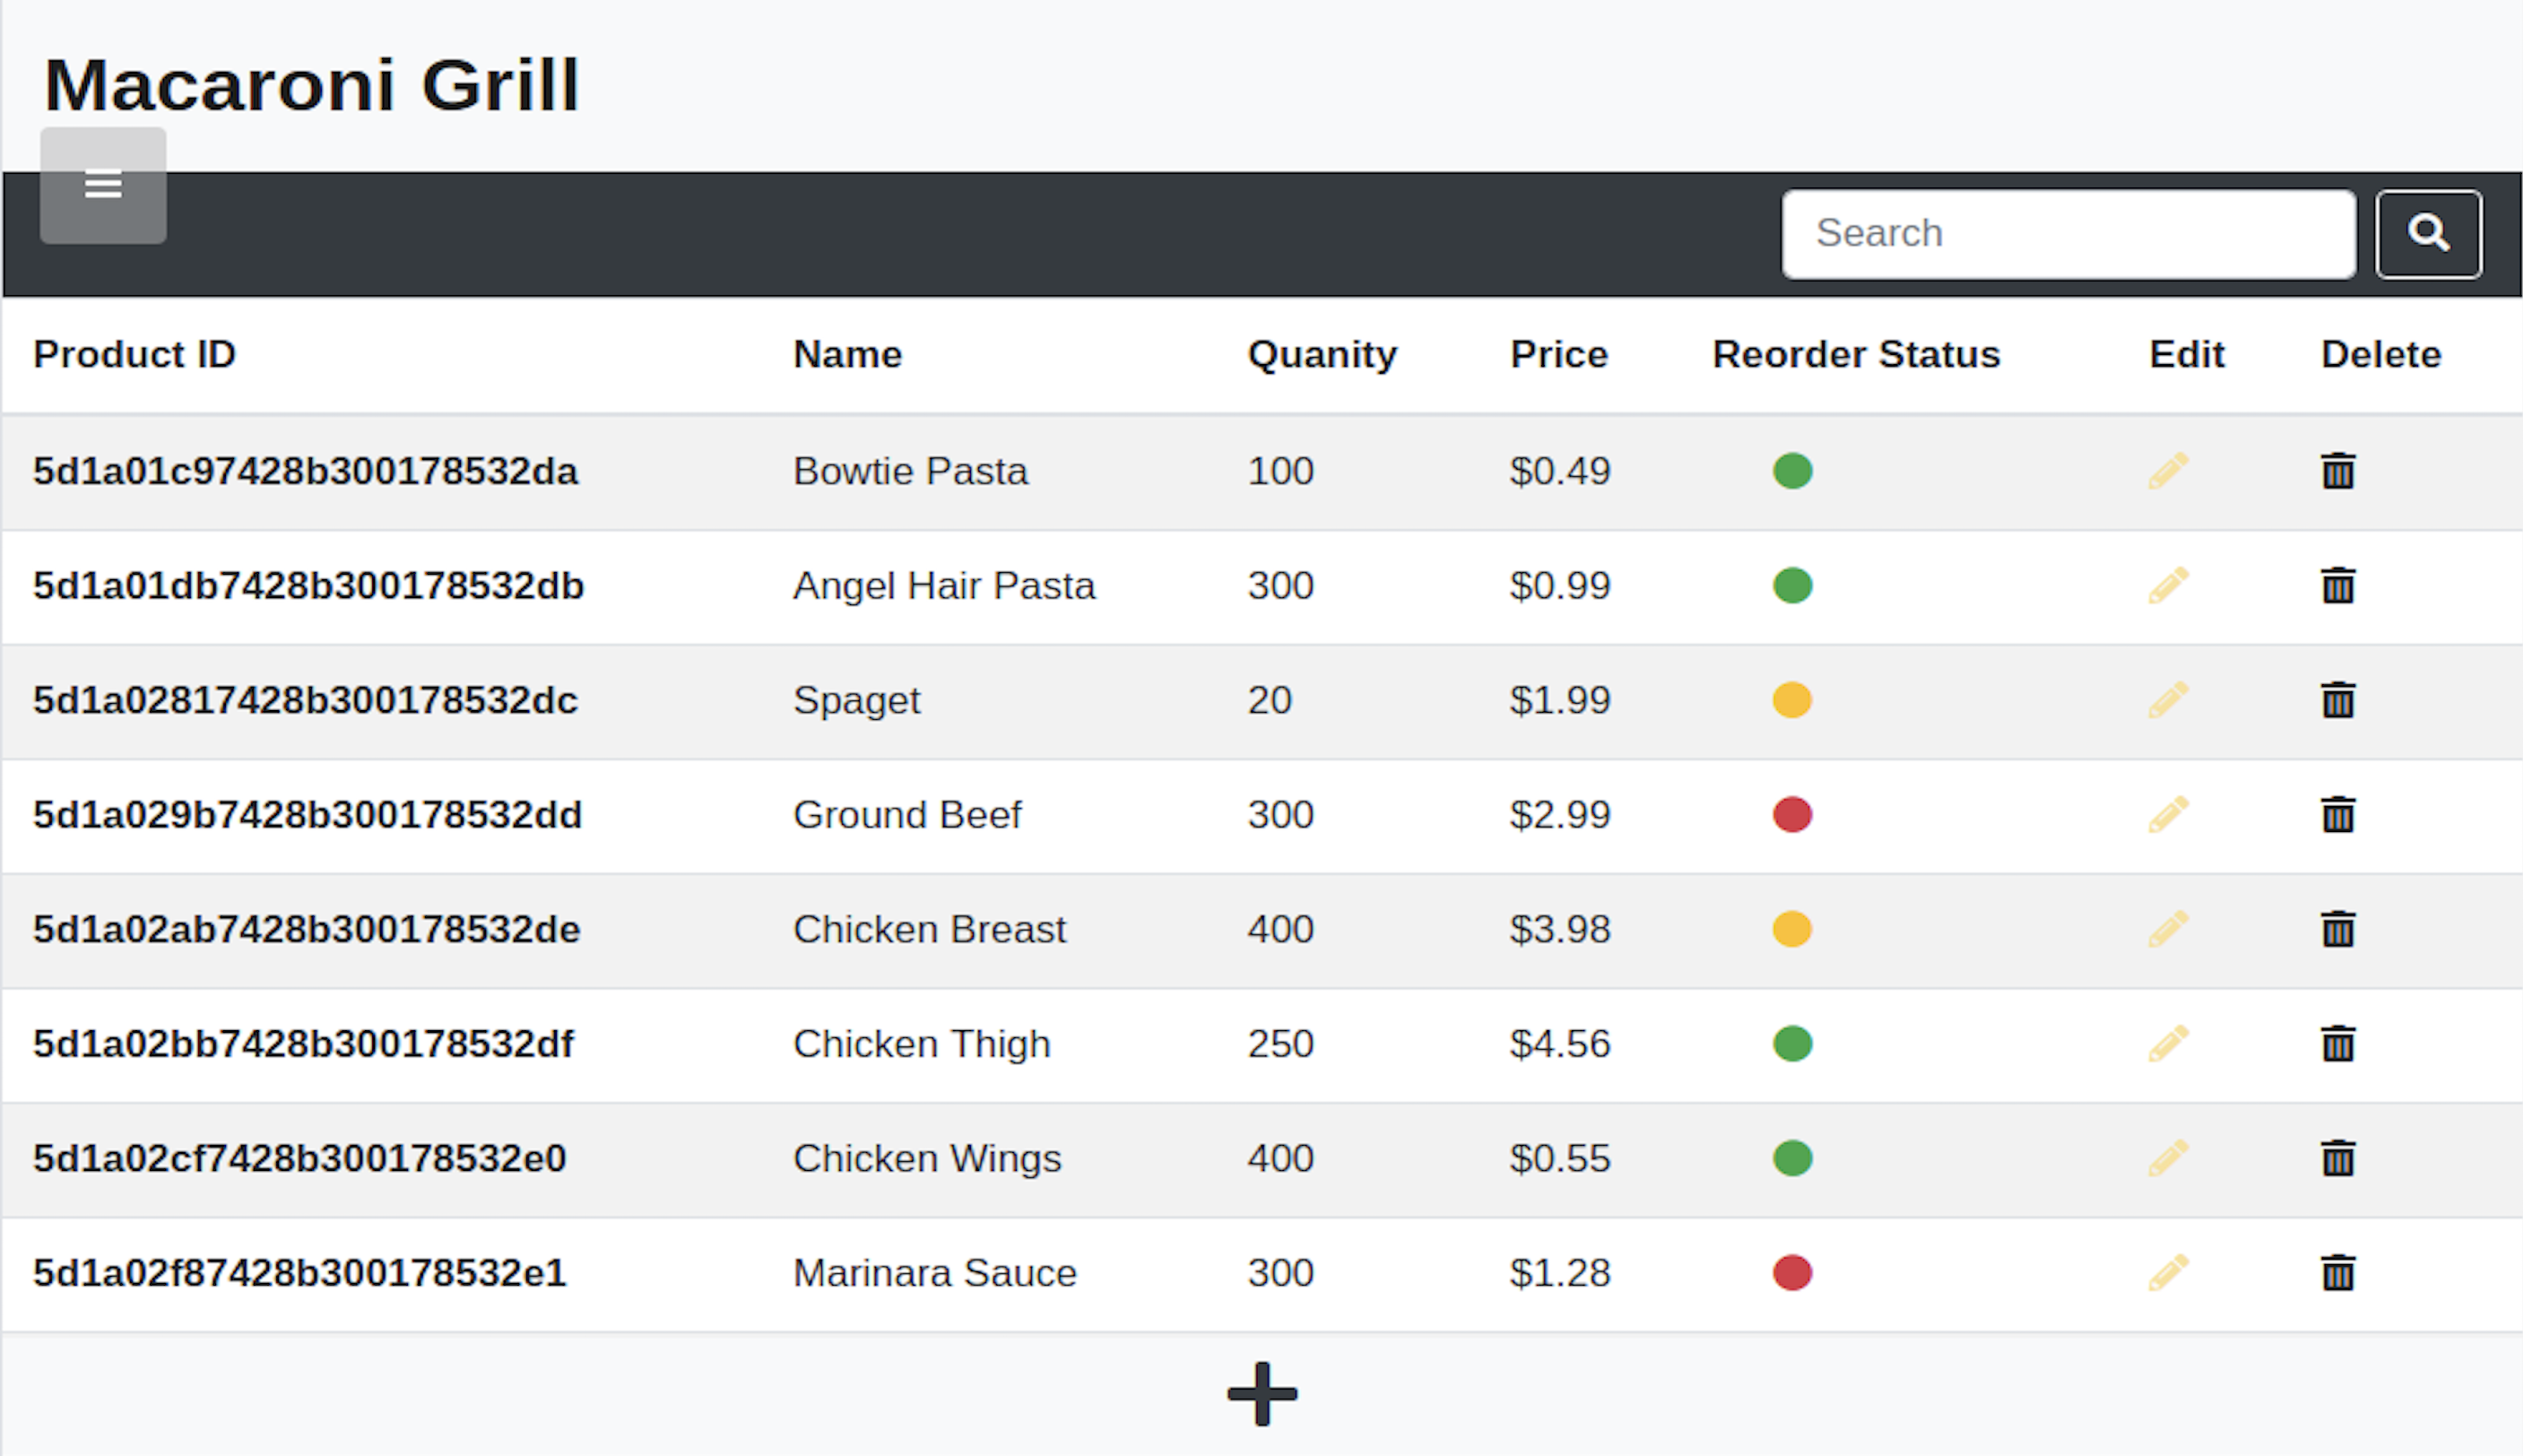 Macaroni Grill
Search
Product ID Name Quanity Price Reorder Status Edit Delete
5d1a01c97428b300178532da Bowtie Pasta 100 $0.49
5d1a01db7428b300178532db Angel Hair Pasta 300 $0.99
5d1a02817428b300178532dc Spaget 20 $1.99
5d1a029b7428b300178532dd Ground Beef 300 $2.99
5d1a02ab7428b300178532de Chicken Breast 400 $3.98
5d1a02bb7428b300178532df Chicken Thigh 250 $4.56
5d1a02cf7428b300178532e0 Chicken Wings 400 $0.55
5d1a02f87428b300178532e1 Marinara Sauce 300 $1.28